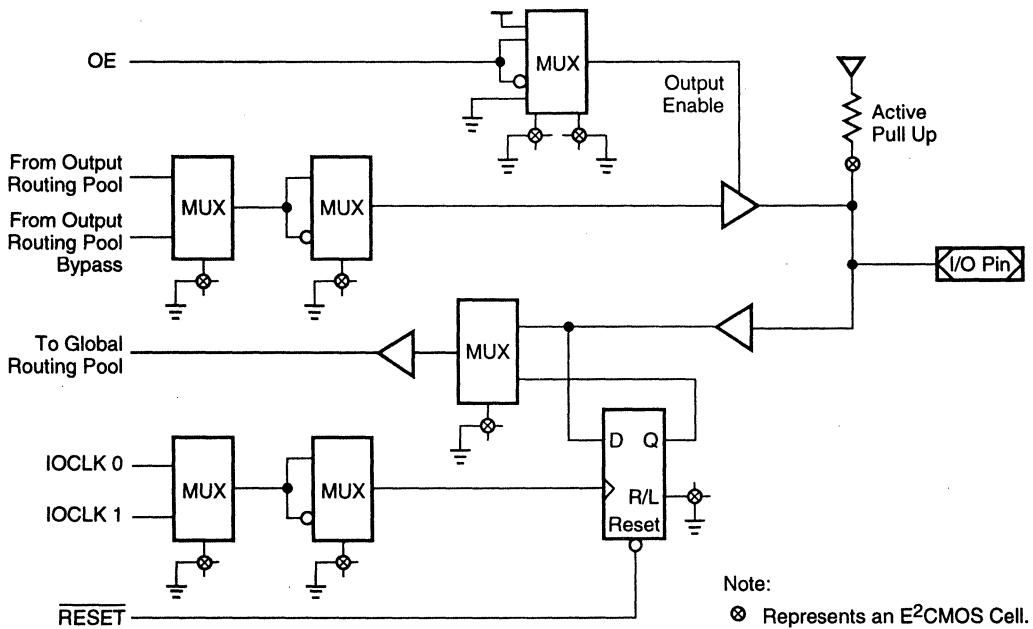 OE
MUX
Output
Enable
Active
Pull Up
From Output
Routing Pool
From Output
Routing Pool
Bypass
MUX
MUX
I/O Pin
To Global
Routing Pool
MUX
IOCLK 0
IOCLK 1
MUX
MUX
D Q
R/L
Reset
RESET
Note:
⊗ Represents an E²CMOS Cell.